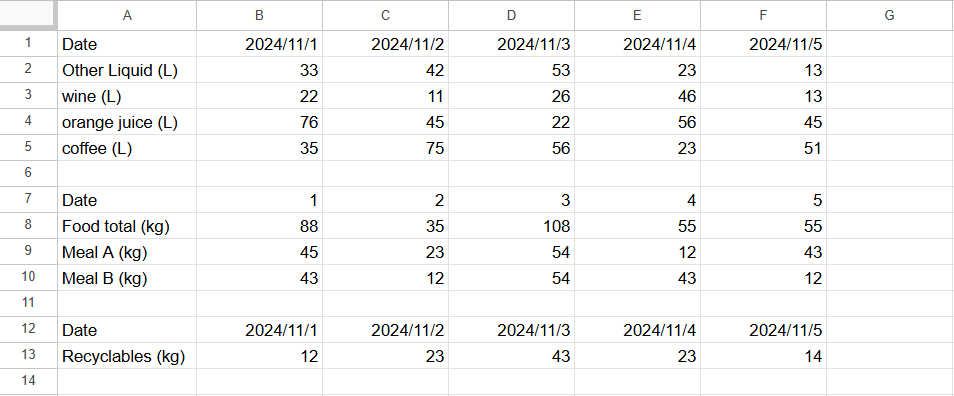 A B C D E F G
1 Date 2024/11/1 2024/11/2 2024/11/3 2024/11/4 2024/11/5
2 Other Liquid (L) 33 42 53 23 13
3 wine (L) 22 11 26 46 13
4 orange juice (L) 76 45 22 56 45
5 coffee (L) 35 75 56 23 51
6
7 Date 1 2 3 4 5
8 Food total (kg) 88 35 108 55 55
9 Meal A (kg) 45 23 54 12 43
10 Meal B (kg) 43 12 54 43 12
11
12 Date 2024/11/1 2024/11/2 2024/11/3 2024/11/4 2024/11/5
13 Recyclables (kg) 12 23 43 23 14
14